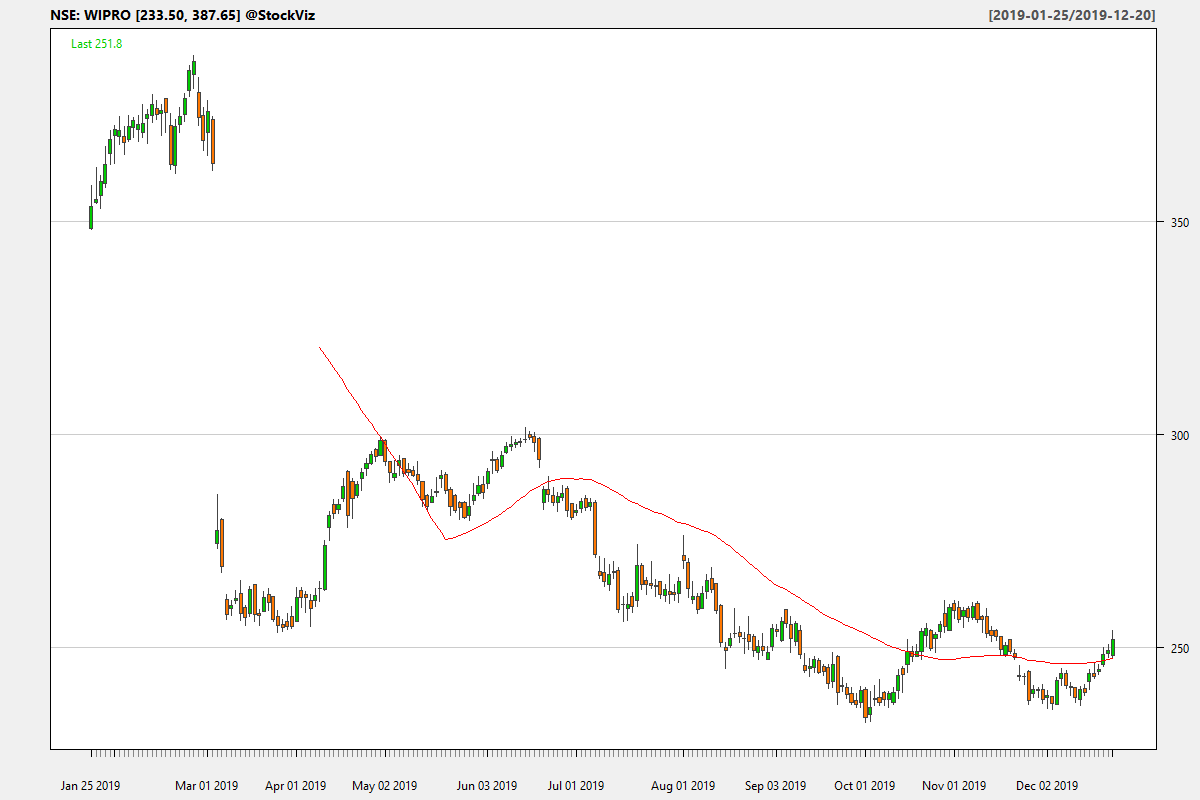 NSE: WIPRO [233.50, 387.65] @StockViz [2019-01-25/2019-12-20]
Last 251.8
350
300
250
Jan 25 2019 Mar 01 2019 Apr 01 2019 May 02 2019 Jun 03 2019 Jul 01 2019 Aug 01 2019 Sep 03 2019 Oct 01 2019 Nov 01 2019 Dec 02 2019